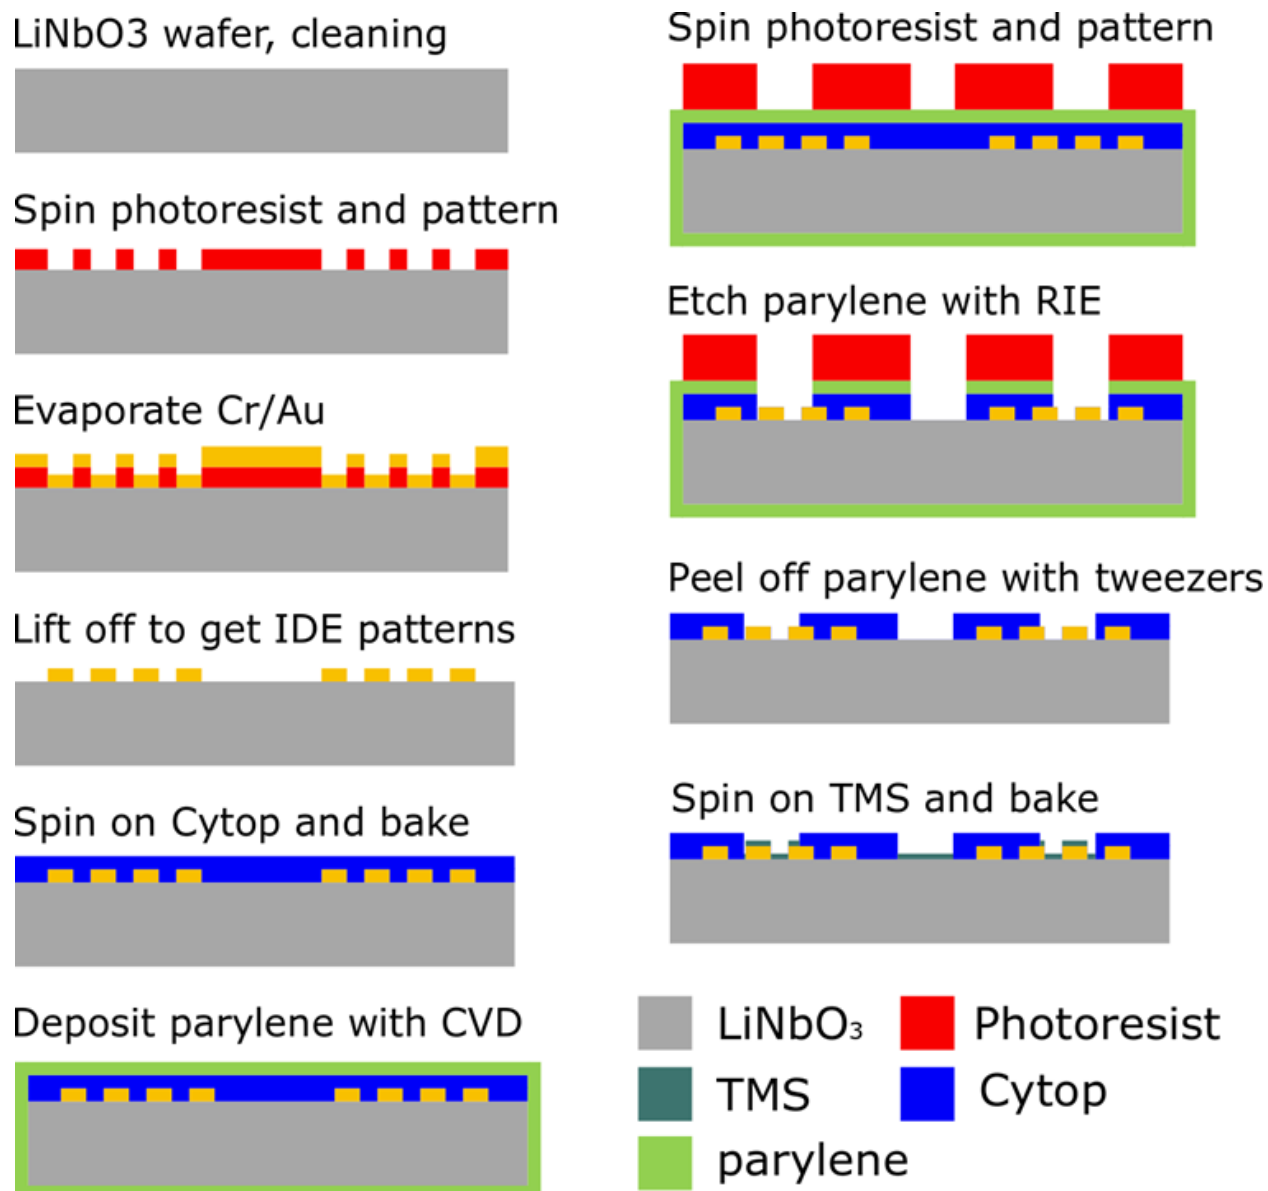 LiNbO3 wafer, cleaning
Spin photoresist and pattern
Evaporate Cr/Au
Lift off to get IDE patterns
Spin on Cytop and bake
Deposit parylene with CVD
Spin photoresist and pattern
Etch parylene with RIE
Peel off parylene with tweezers
Spin on TMS and bake
LiNbO₃
Photoresist
TMS
Cytop
parylene